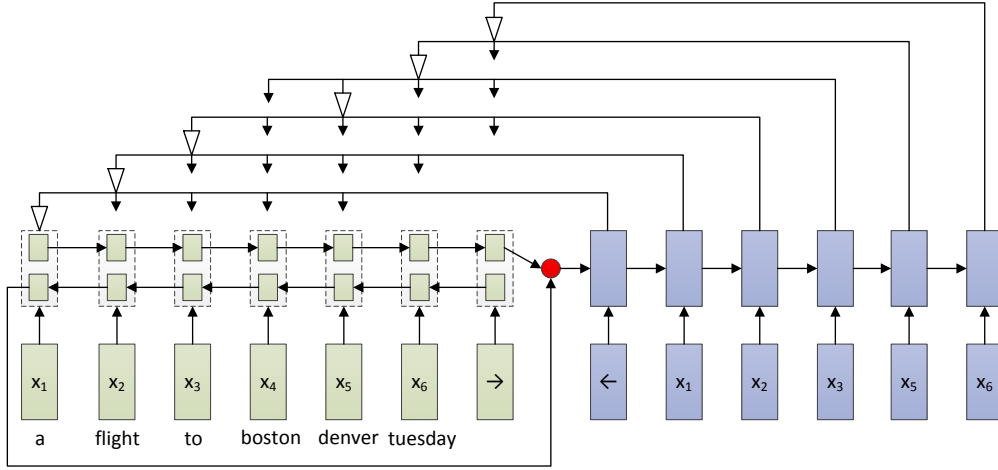 x₁ x₂ x₃ x₄ x₅ x₆ → ← x₁ x₂ x₃ x₅ x₆
a flight to boston denver tuesday